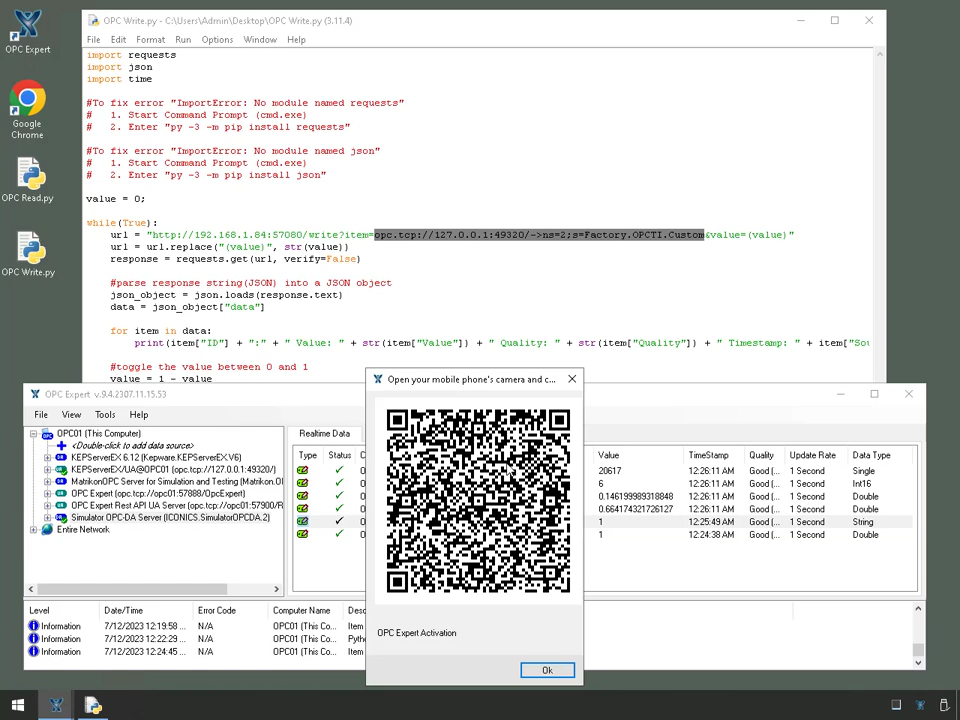 OPC Expert
Google Chrome
OPC Read.py
OPC Write.py
OPC Write.py - C:\Users\Admin\Desktop\OPC Write.py (3.11.4)
File Edit Format Run Options Window Help
import requests
import json
import time
#To fix error "ImportError: No module named requests"
# 1. Start Command Prompt (cmd.exe)
# 2. Enter "py -3 -m pip install requests"
#To fix error "ImportError: No module named json"
# 1. Start Command Prompt (cmd.exe)
# 2. Enter "py -3 -m pip install json"
value = 0;
while(True):
url = "http://192.168.1.84:57080/write?item=opc.tcp://127.0.0.1:49320/->ns=2;s=Factory.OPCTI.Custom&value=(value)"
url = url.replace("(value)", str(value))
response = requests.get(url, verify=False)
#parse response string(JSON) into a JSON object
json_object = json.loads(response.text)
data = json_object["data"]
for item in data:
print(item["ID"] + ":" + " Value: " + str(item["Value"]) + " Quality: " + str(item["Quality"]) + " Timestamp: " + item["Sou
#toggle the value between 0 and 1
value = 1 - value
OPC Expert v.9.4.2307.11.15.53
File View Tools Help
OPC01 (This Computer)
<Double-click to add data source>
KEPServerEX 6.12 (Kepware.KEPServerEX.V6)
KEPServerEX/UA@OPC01 (opc.tcp://127.0.0.1:49320/)
MatrikonOPC Server for Simulation and Testing (Matrikon.OPC
OPC Expert (opc.tcp://opc01:57888/OpcExpert)
OPC Expert Rest API UA Server (opc.tcp://opc01:57900/R
Simulator OPC-DA Server (ICONICS.SimulatorOPCDA.2)
Entire Network
Realtime Data
Type Status Value TimeStamp Quality Update Rate Data Type
20617 12:26:11 AM Good (... 1 Second Single
6 12:26:11 AM Good (... 1 Second Int16
0.146199989318848 12:26:11 AM Good (... 1 Second Double
0.664174321726127 12:26:11 AM Good (... 1 Second Double
1 12:25:49 AM Good (... 1 Second String
1 12:24:38 AM Good (... 1 Second Double
Level Date/Time Error Code Computer Name Desc
Information 7/12/2023 12:19:58 ... N/A OPC01 (This Co... Item
Information 7/12/2023 12:22:29 ... N/A OPC01 (This Co... Pyth
Information 7/12/2023 12:24:45 ... N/A OPC01 (This Co... Item
Open your mobile phone's camera and c...
OPC Expert Activation
Ok